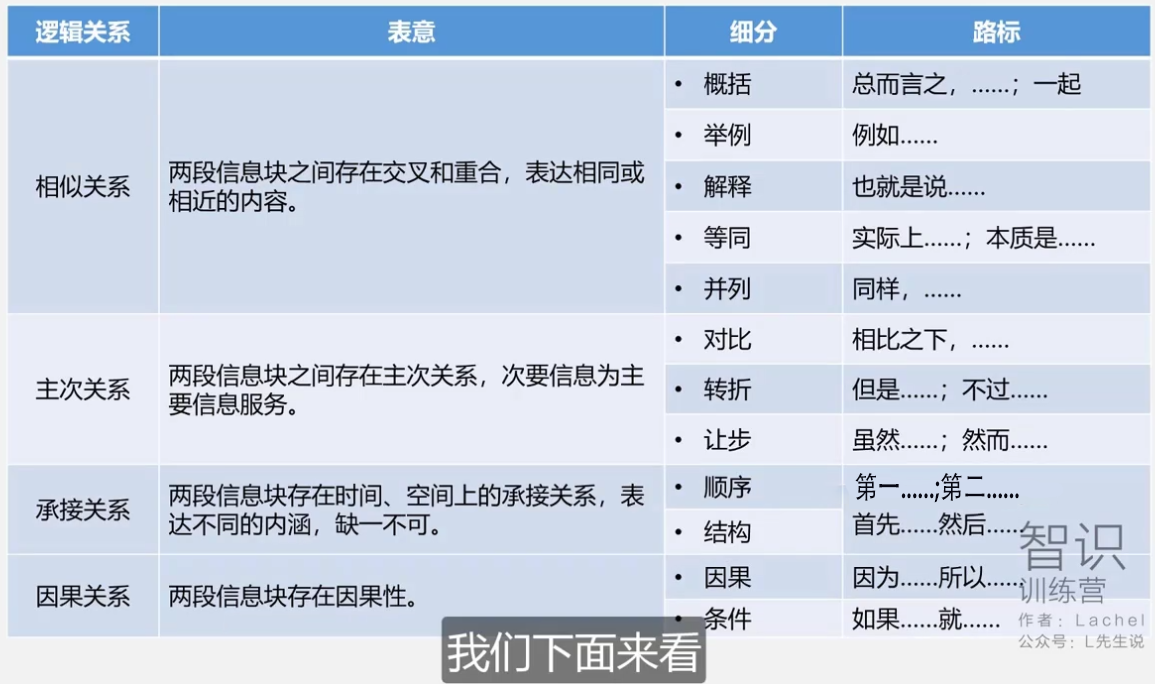 逻辑关系
表意
细分
路标
相似关系
两段信息块之间存在交叉和重合，表达相同或
相近的内容。
• 概括
总而言之，……；一起
• 举例
例如……
• 解释
也就是说……
• 等同
实际上……；本质是……
• 并列
同样，……
主次关系
两段信息块之间存在主次关系，次要信息为主
要信息服务。
• 对比
相比之下，……
• 转折
但是……；不过……
• 让步
虽然……；然而……
承接关系
两段信息块存在时间、空间上的承接关系，表
达不同的内涵，缺一不可。
• 顺序
第一……;第二……
• 结构
首先……然后……
因果关系
两段信息块存在因果性。
• 因果
因为……所以……
• 条件
如果……就……
智识
训练营
作者：Lachel
公众号：L先生说
我们下面来看